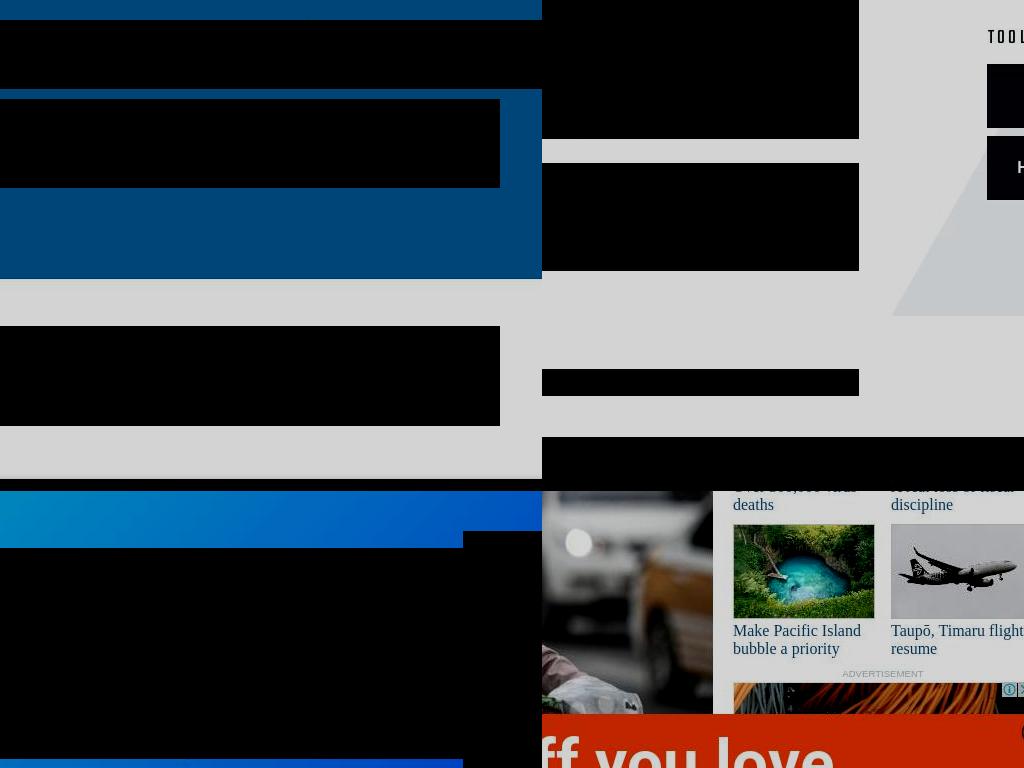 TOOL
H
deaths
discipline
Make Pacific Island
bubble a priority
Taupō, Timaru flight
resume
ADVERTISEMENT
ff you love